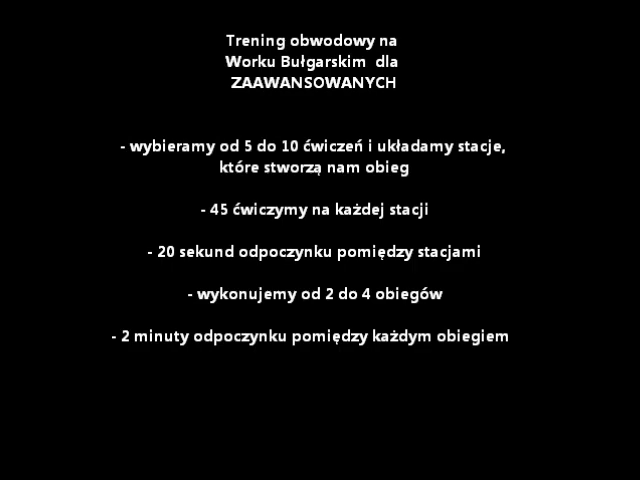 Trening obwodowy na
Worku Bułgarskim dla
ZAAWANSOWANYCH
- wybieramy od 5 do 10 ćwiczeń i układamy stacje,
które stworzą nam obieg
- 45 ćwiczymy na każdej stacji
- 20 sekund odpoczynku pomiędzy stacjami
- wykonujemy od 2 do 4 obiegów
- 2 minuty odpoczynku pomiędzy każdym obiegiem